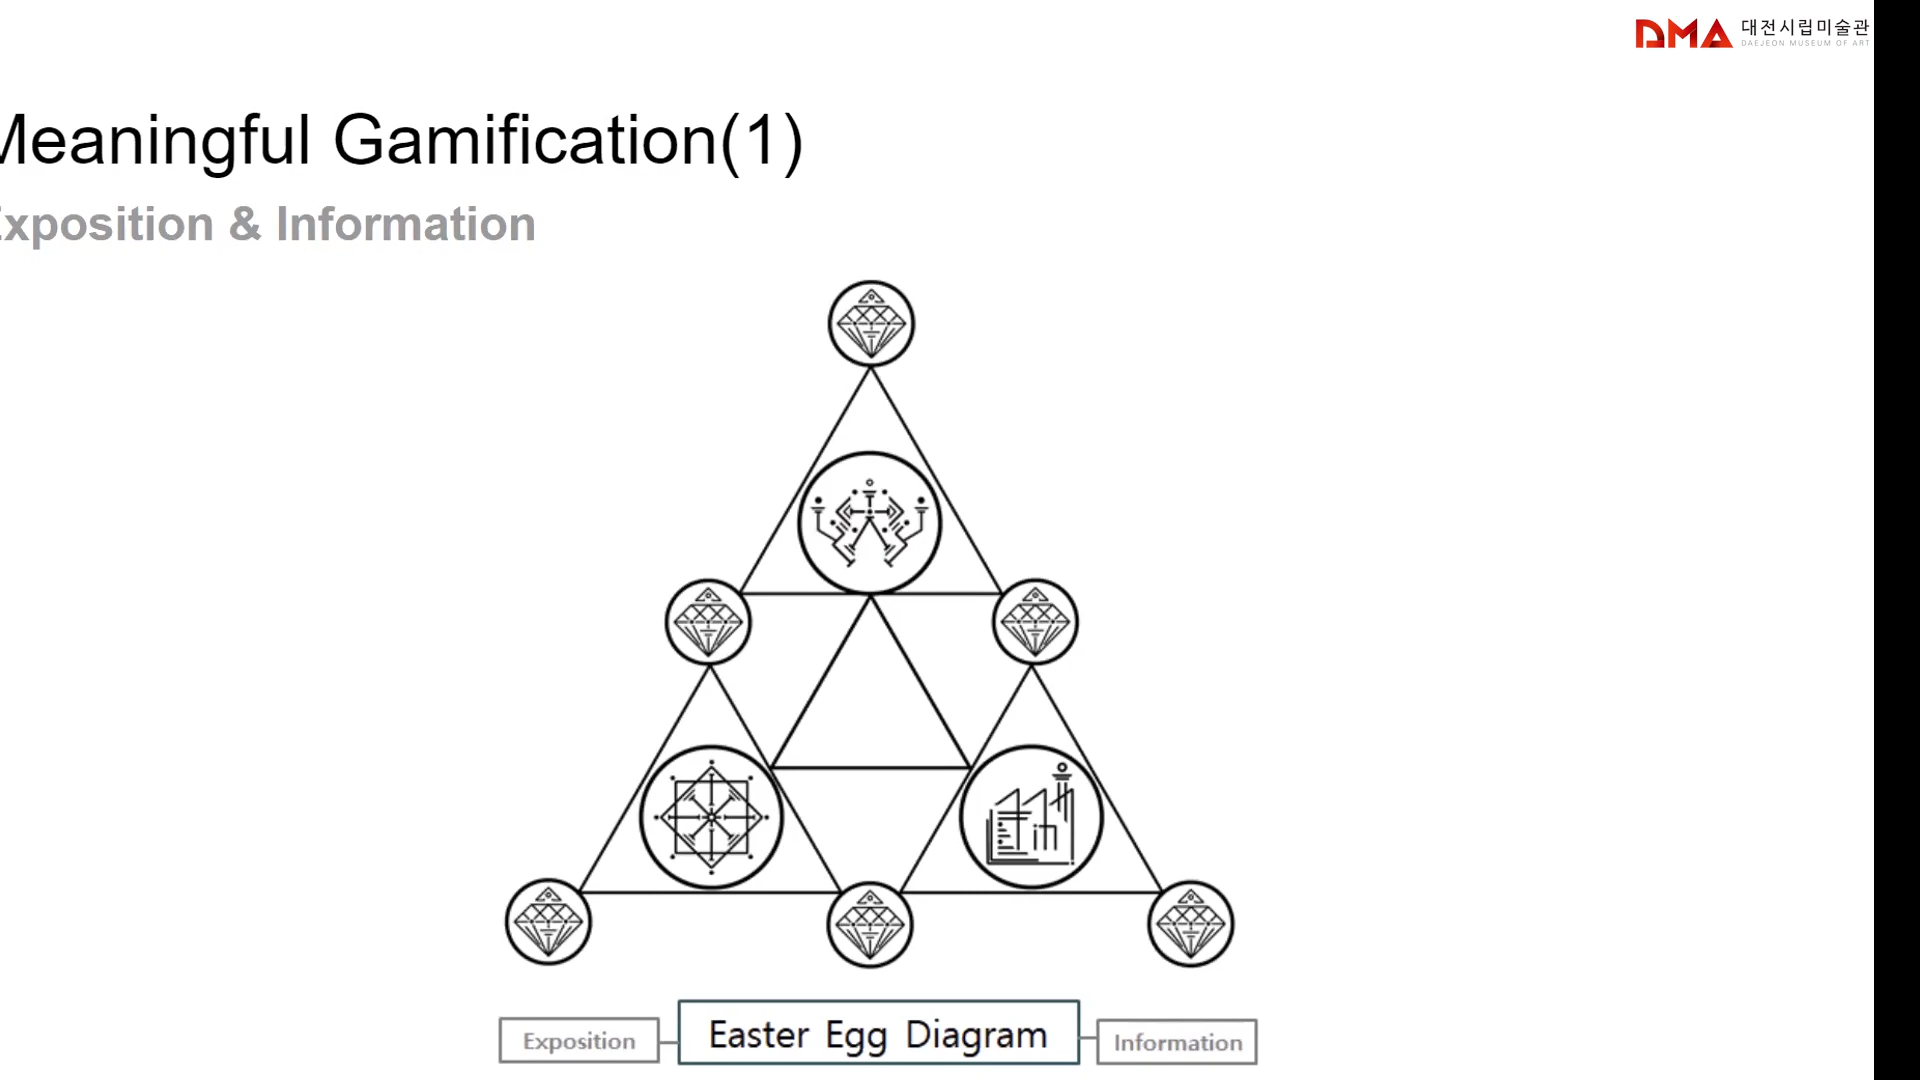 DMA 대전시립미술관
DAEJEON MUSEUM OF ART
Meaningful Gamification(1)
Exposition & Information
Exposition
Easter Egg Diagram
Information